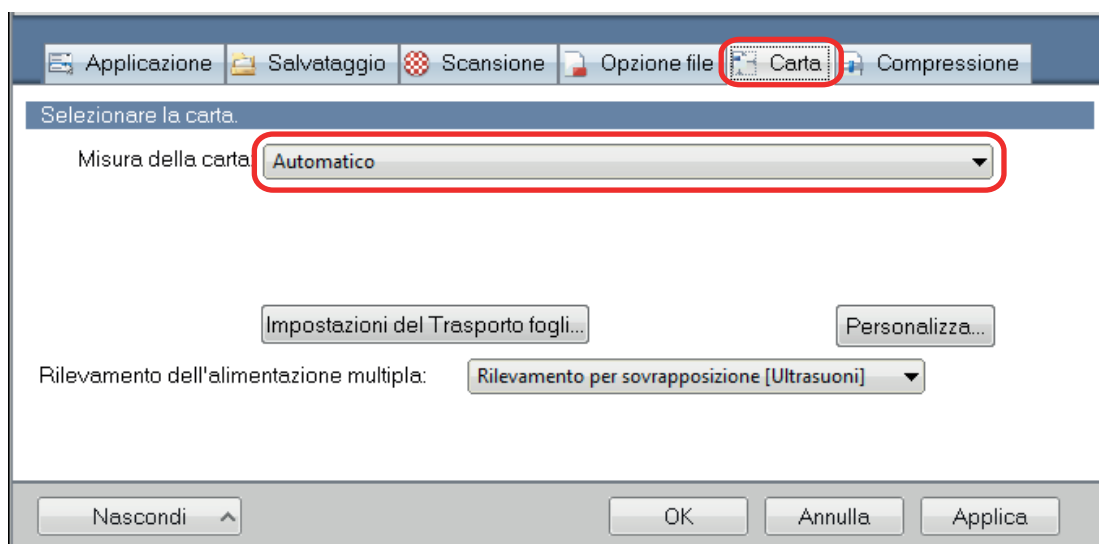 Applicazione Salvataggio Scansione Opzione file Carta Compressione
Selezionare la carta.
Misura della carta: Automatico
Impostazioni del Trasporto fogli... Personalizza...
Rilevamento dell'alimentazione multipla: Rilevamento per sovrapposizione [Ultrasuoni]
Nascondi OK Annulla Applica